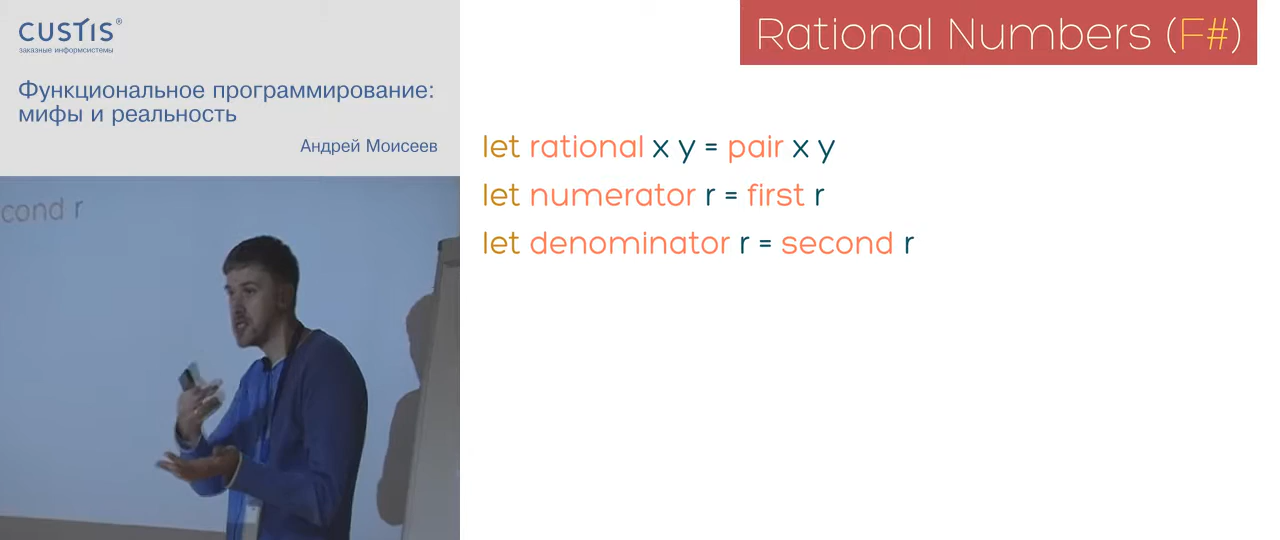 CUSTIS®
заказные информсистемы
Функциональное программирование:
мифы и реальность
Андрей Моисеев
cond r
Rational Numbers (F#)
let rational x y = pair x y
let numerator r = first r
let denominator r = second r